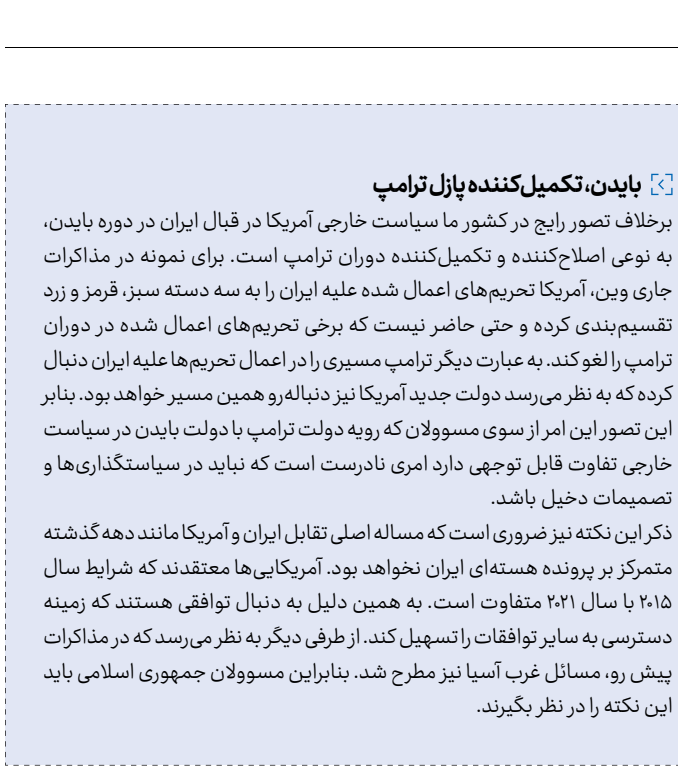 بایدن، تکمیل‌کننده پازل ترامپ
برخلاف تصور رایج در کشور ما سیاست خارجی آمریکا در قبال ایران در دوره بایدن،
به نوعی اصلاح‌کننده و تکمیل‌کننده دوران ترامپ است. برای نمونه در مذاکرات
جاری وین، آمریکا تحریم‌های اعمال شده علیه ایران را به سه دسته سبز، قرمز و زرد
تقسیم‌بندی کرده و حتی حاضر نیست که برخی تحریم‌های اعمال شده در دوران
ترامپ را لغو کند. به عبارت دیگر ترامپ مسیری را در اعمال تحریم‌ها علیه ایران دنبال
کرده که به نظر می‌رسد دولت جدید آمریکا نیز دنباله‌رو همین مسیر خواهد بود. بنابر
این تصور این امر از سوی مسوولان که رویه دولت ترامپ با دولت بایدن در سیاست
خارجی تفاوت قابل توجهی دارد امری نادرست است که نباید در سیاستگذاری‌ها و
تصمیمات دخیل باشد.
ذکر این نکته نیز ضروری است که مساله اصلی تقابل ایران و آمریکا مانند دهه گذشته
متمرکز بر پرونده هسته‌ای ایران نخواهد بود. آمریکایی‌ها معتقدند که شرایط سال
۲۰۱۵ با سال ۲۰۲۱ متفاوت است. به همین دلیل به دنبال توافقی هستند که زمینه
دسترسی به سایر توافقات را تسهیل کند. از طرفی دیگر به نظر می‌رسد که در مذاکرات
پیش رو، مسائل غرب آسیا نیز مطرح شد. بنابراین مسوولان جمهوری اسلامی باید
این نکته را در نظر بگیرند.